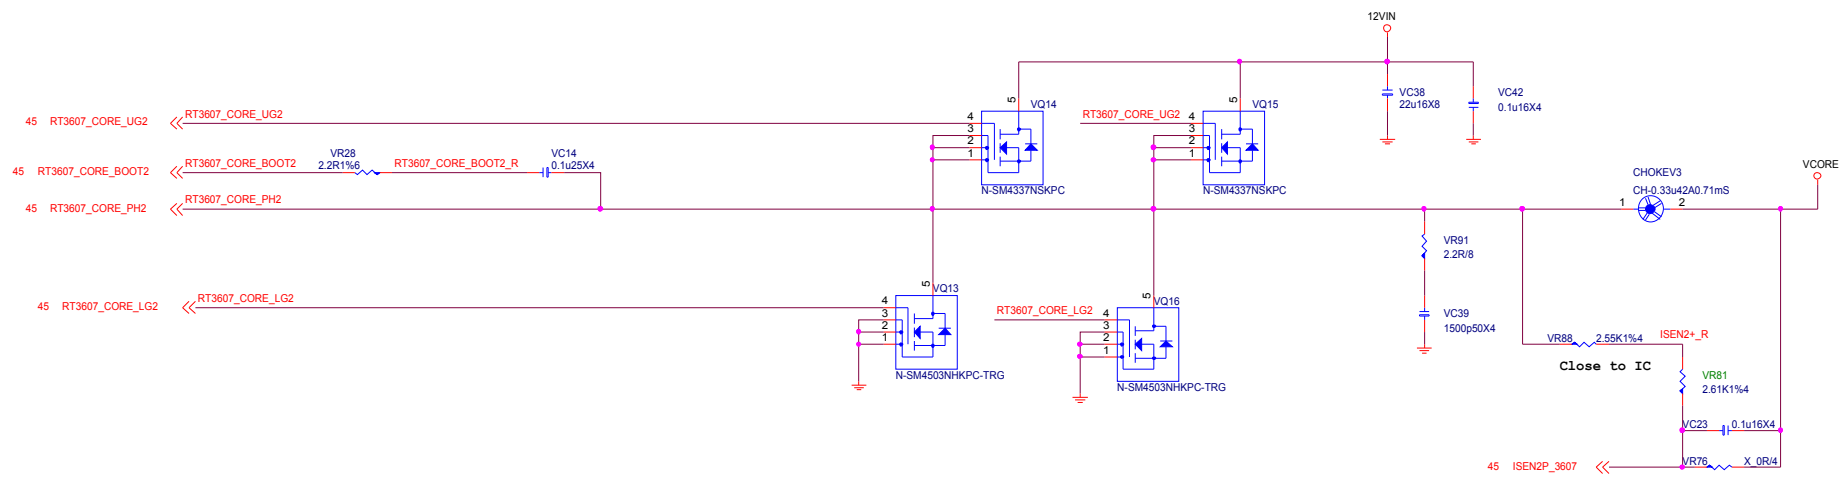 12VIN
VQ14
5
VQ15
5
VC38
22u16X8
VC42
0.1u16X4
45 RT3607_CORE_UG2
RT3607_CORE_UG2
4
3
2
1
N-SM4337NSKPC
RT3607_CORE_UG2
4
3
2
1
N-SM4337NSKPC
45 RT3607_CORE_BOOT2
RT3607_CORE_BOOT2
VR28
2.2R1%6
RT3607_CORE_BOOT2_R
VC14
0.1u25X4
45 RT3607_CORE_PH2
RT3607_CORE_PH2
CHOKEV3
CH-0.33u42A0.71mS
1
2
VCORE
VR91
2.2R/8
VC39
1500p50X4
45 RT3607_CORE_LG2
RT3607_CORE_LG2
5
VQ13
4
3
2
1
N-SM4503NHKPC-TRG
RT3607_CORE_LG2
5
VQ16
4
3
2
1
N-SM4503NHKPC-TRG
VR88
2.55K1%4
ISEN2+_R
Close to IC
VR81
2.61K1%4
VC23
0.1u16X4
45 ISEN2P_3607
VR76
X_0R/4